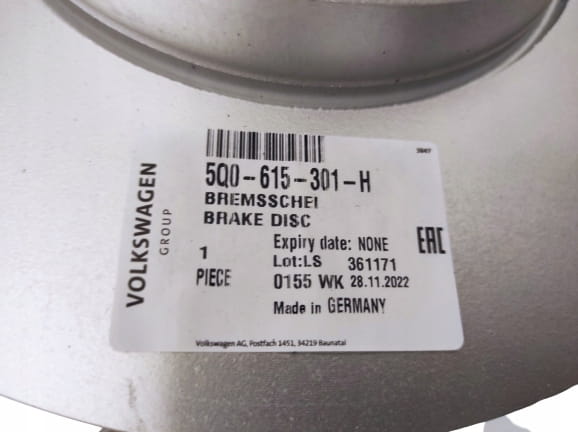 5Q0-615-301-H
3847
BREMSSCHEI
BRAKE DISC
VOLKSWAGEN
GROUP
1
PIECE
Expiry date: NONE
Lot:LS 361171
0155 WK 28.11.2022
Made in GERMANY
EAC
Volkswagen AG, Postfach 1451, 34219 Baunatal